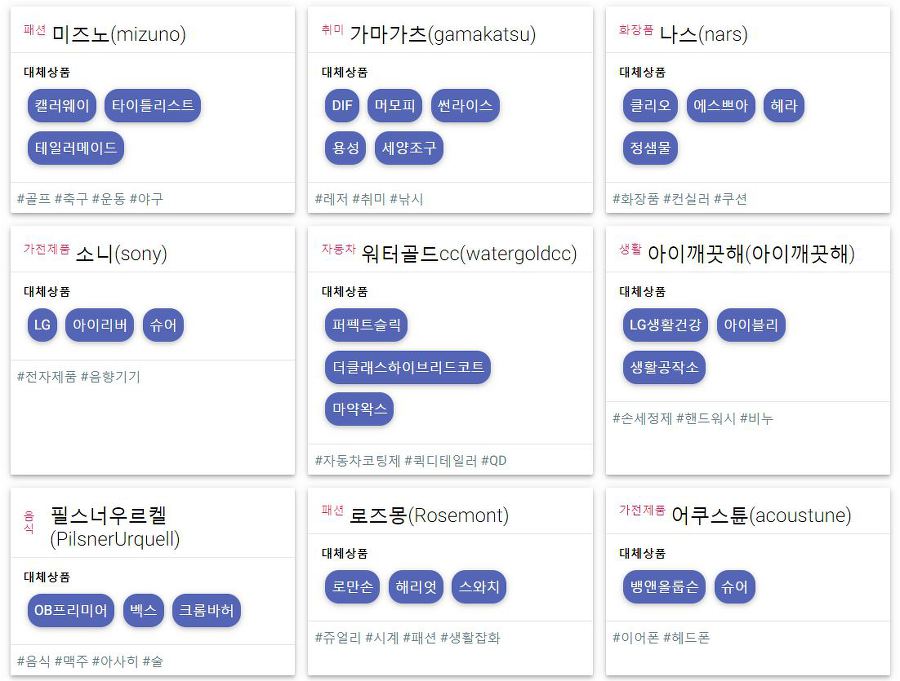 패션 미즈노(mizuno)
대체상품
캘러웨이 타이틀리스트
테일러메이드
#골프 #축구 #운동 #야구
취미 가마가츠(gamakatsu)
대체상품
DIF 머모피 썬라이스
용성 세양조구
#레저 #취미 #낚시
화장품 나스(nars)
대체상품
클리오 에스쁘아 헤라
정샘물
#화장품 #컨실러 #쿠션
가전제품 소니(sony)
대체상품
LG 아이리버 슈어
#전자제품 #음향기기
자동차 워터골드cc(watergoldcc)
대체상품
퍼펙트슬릭
더클래스하이브리드코트
마약왁스
#자동차코팅제 #퀵디테일러 #QD
생활 아이깨끗해(아이깨끗해)
대체상품
LG생활건강 아이블리
생활공작소
#손세정제 #핸드워시 #비누
음식 필스너우르켈
(PilsnerUrquell)
대체상품
OB프리미어 벡스 크롬바허
#음식 #맥주 #아사히 #술
패션 로즈몽(Rosemont)
대체상품
로만손 헤리엇 스와치
#쥬얼리 #시계 #패션 #생활잡화
가전제품 어쿠스튠(acoustune)
대체상품
뱅앤올룹슨 슈어
#이어폰 #헤드폰